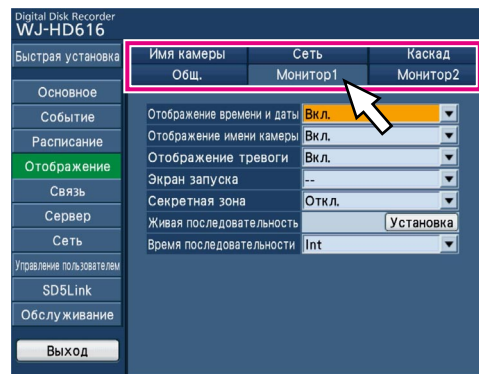 Digital Disk Recorder
WJ-HD616
Быстрая установка
Имя камеры Сеть Каскад
Общ. Монитор1 Монитор2
Основное
Событие
Расписание
Отображение
Связь
Сервер
Сеть
Управление пользователем
SD5Link
Обслуживание
Выход
Отображение времени и даты Вкл.
Отображение имени камеры Вкл.
Отображение тревоги Вкл.
Экран запуска --
Секретная зона Откл.
Живая последовательность Установка
Время последовательности Int